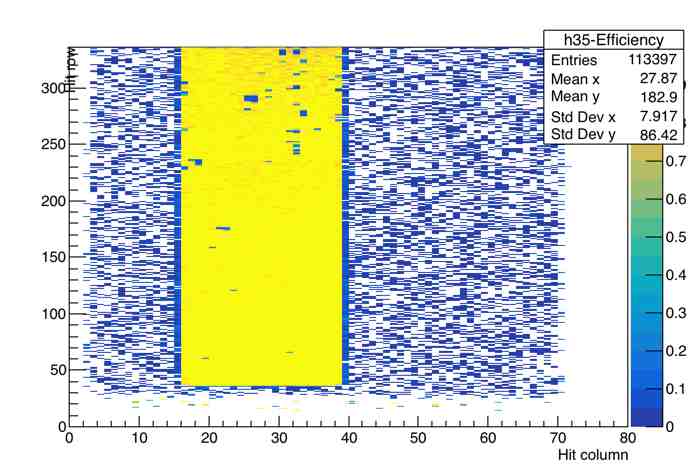 h35-Efficiency
Entries 113397
Mean x 27.87
Mean y 182.9
Std Dev x 7.917
Std Dev y 86.42
300
250
200
150
100
50
0
0 10 20 30 40 50 60 70 80
Hit column
0.7
0.6
0.5
0.4
0.3
0.2
0.1
0